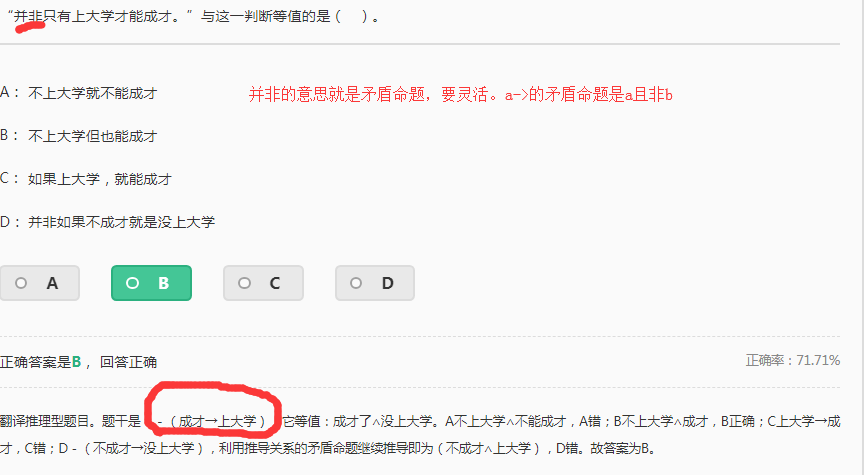 “并非只有上大学才能成才。”与这一判断等值的是（ ）。
A： 不上大学就不能成才
并非的意思就是矛盾命题，要灵活。a->的矛盾命题是a且非b
B： 不上大学但也能成才
C： 如果上大学，就能成才
D： 并非如果不成才就是没上大学
A B C D
正确答案是B， 回答正确
正确率：71.71%
翻译推理型题目。题干是 -（成才→上大学） 它等值：成才了∧没上大学。A不上大学∧不能成才，A错；B不上大学∧成才，B正确；C上大学→成
才，C错；D-（不成才→没上大学），利用推导关系的矛盾命题继续推导即为（不成才∧上大学），D错。故答案为B。